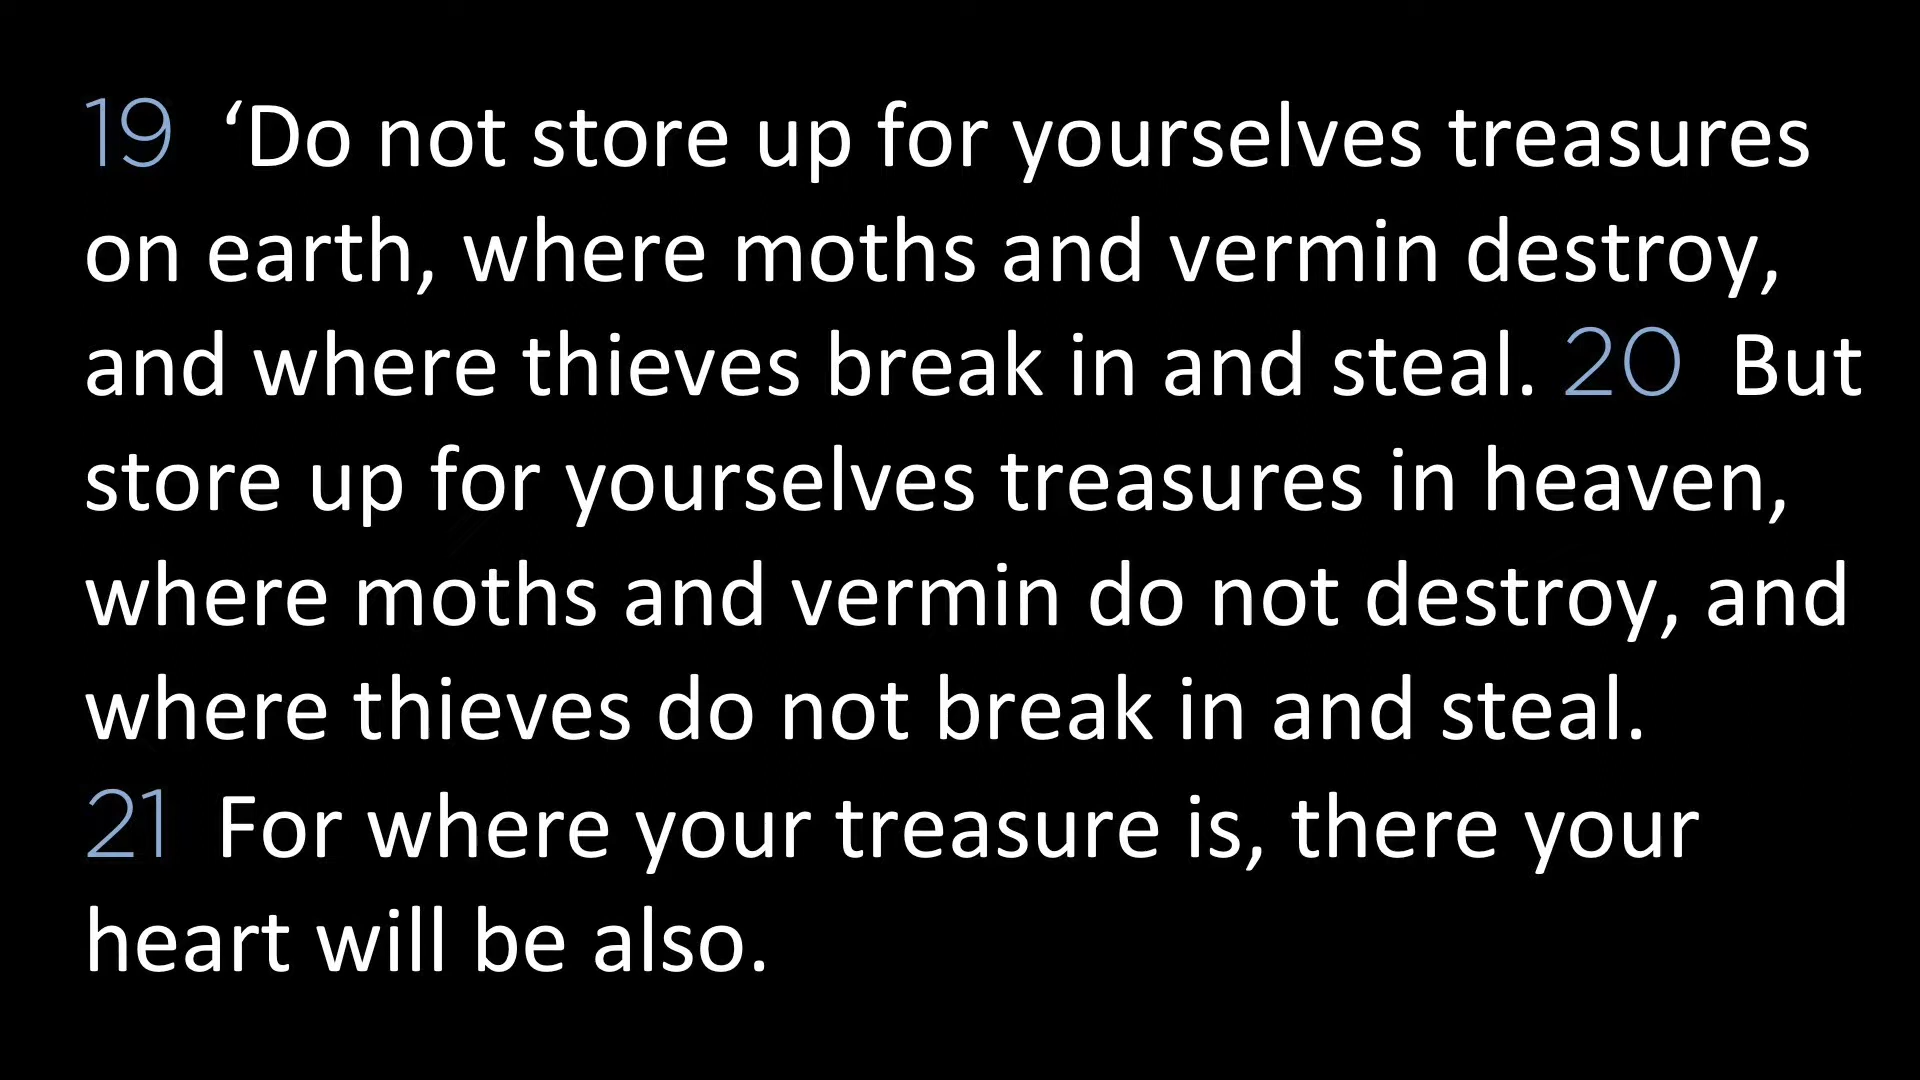 19 ‘Do not store up for yourselves treasures
on earth, where moths and vermin destroy,
and where thieves break in and steal. 20 But
store up for yourselves treasures in heaven,
where moths and vermin do not destroy, and
where thieves do not break in and steal.
21 For where your treasure is, there your
heart will be also.